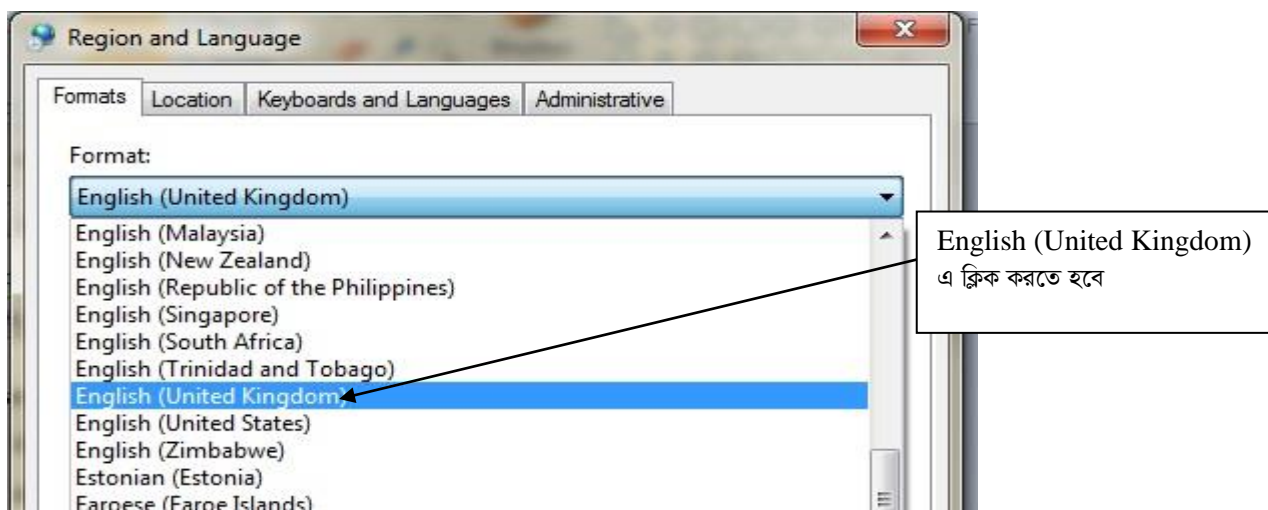 Region and Language
Formats Location Keyboards and Languages Administrative
Format:
English (United Kingdom)
English (Malaysia)
English (New Zealand)
English (Republic of the Philippines)
English (Singapore)
English (South Africa)
English (Trinidad and Tobago)
English (United Kingdom)
English (United States)
English (Zimbabwe)
Estonian (Estonia)
Faroese (Faroe Islands)
English (United Kingdom)
এ ক্লিক করতে হবে